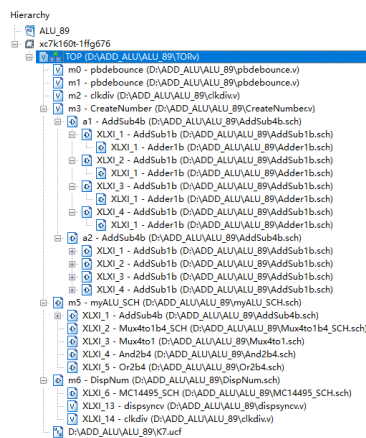 Hierarchy
ALU_89
xc7k160t-1ffg676
TOP (D:\ADD_ALU\ALU_89\TORv)
m0 - pbdebounce (D:\ADD_ALU\ALU_89\pbdebounce.v)
m1 - pbdebounce (D:\ADD_ALU\ALU_89\pbdebounce.v)
m2 - clkdiv (D:\ADD_ALU\ALU_89\clkdiv.v)
m3 - CreateNumber (D:\ADD_ALU\ALU_89\CreateNumber.v)
a1 - AddSub4b (D:\ADD_ALU\ALU_89\AddSub4b.sch)
XLXI_1 - AddSub1b (D:\ADD_ALU\ALU_89\AddSub1b.sch)
XLXI_1 - Adder1b (D:\ADD_ALU\ALU_89\Adder1b.sch)
XLXI_2 - AddSub1b (D:\ADD_ALU\ALU_89\AddSub1b.sch)
XLXI_1 - Adder1b (D:\ADD_ALU\ALU_89\Adder1b.sch)
XLXI_3 - AddSub1b (D:\ADD_ALU\ALU_89\AddSub1b.sch)
XLXI_1 - Adder1b (D:\ADD_ALU\ALU_89\Adder1b.sch)
XLXI_4 - AddSub1b (D:\ADD_ALU\ALU_89\AddSub1b.sch)
XLXI_1 - Adder1b (D:\ADD_ALU\ALU_89\Adder1b.sch)
a2 - AddSub4b (D:\ADD_ALU\ALU_89\AddSub4b.sch)
XLXI_1 - AddSub1b (D:\ADD_ALU\ALU_89\AddSub1b.sch)
XLXI_2 - AddSub1b (D:\ADD_ALU\ALU_89\AddSub1b.sch)
XLXI_3 - AddSub1b (D:\ADD_ALU\ALU_89\AddSub1b.sch)
XLXI_4 - AddSub1b (D:\ADD_ALU\ALU_89\AddSub1b.sch)
m5 - myALU_SCH (D:\ADD_ALU\ALU_89\myALU_SCH.sch)
XLXI_1 - AddSub4b (D:\ADD_ALU\ALU_89\AddSub4b.sch)
XLXI_2 - Mux4to1b4_SCH (D:\ADD_ALU\ALU_89\Mux4to1b4_SCH.sch)
XLXI_3 - Mux4to1 (D:\ADD_ALU\ALU_89\Mux4to1.sch)
XLXI_4 - And2b4 (D:\ADD_ALU\ALU_89\And2b4.sch)
XLXI_5 - Or2b4 (D:\ADD_ALU\ALU_89\Or2b4.sch)
m6 - DispNum (D:\ADD_ALU\ALU_89\DispNum.sch)
XLXI_6 - MC14495_SCH (D:\ADD_ALU\ALU_89\MC14495_SCH.sch)
XLXI_13 - dispsyncv (D:\ADD_ALU\ALU_89\dispsyncv.v)
XLXI_14 - clkdiv (D:\ADD_ALU\ALU_89\clkdiv.v)
D:\ADD_ALU\ALU_89\K7.ucf